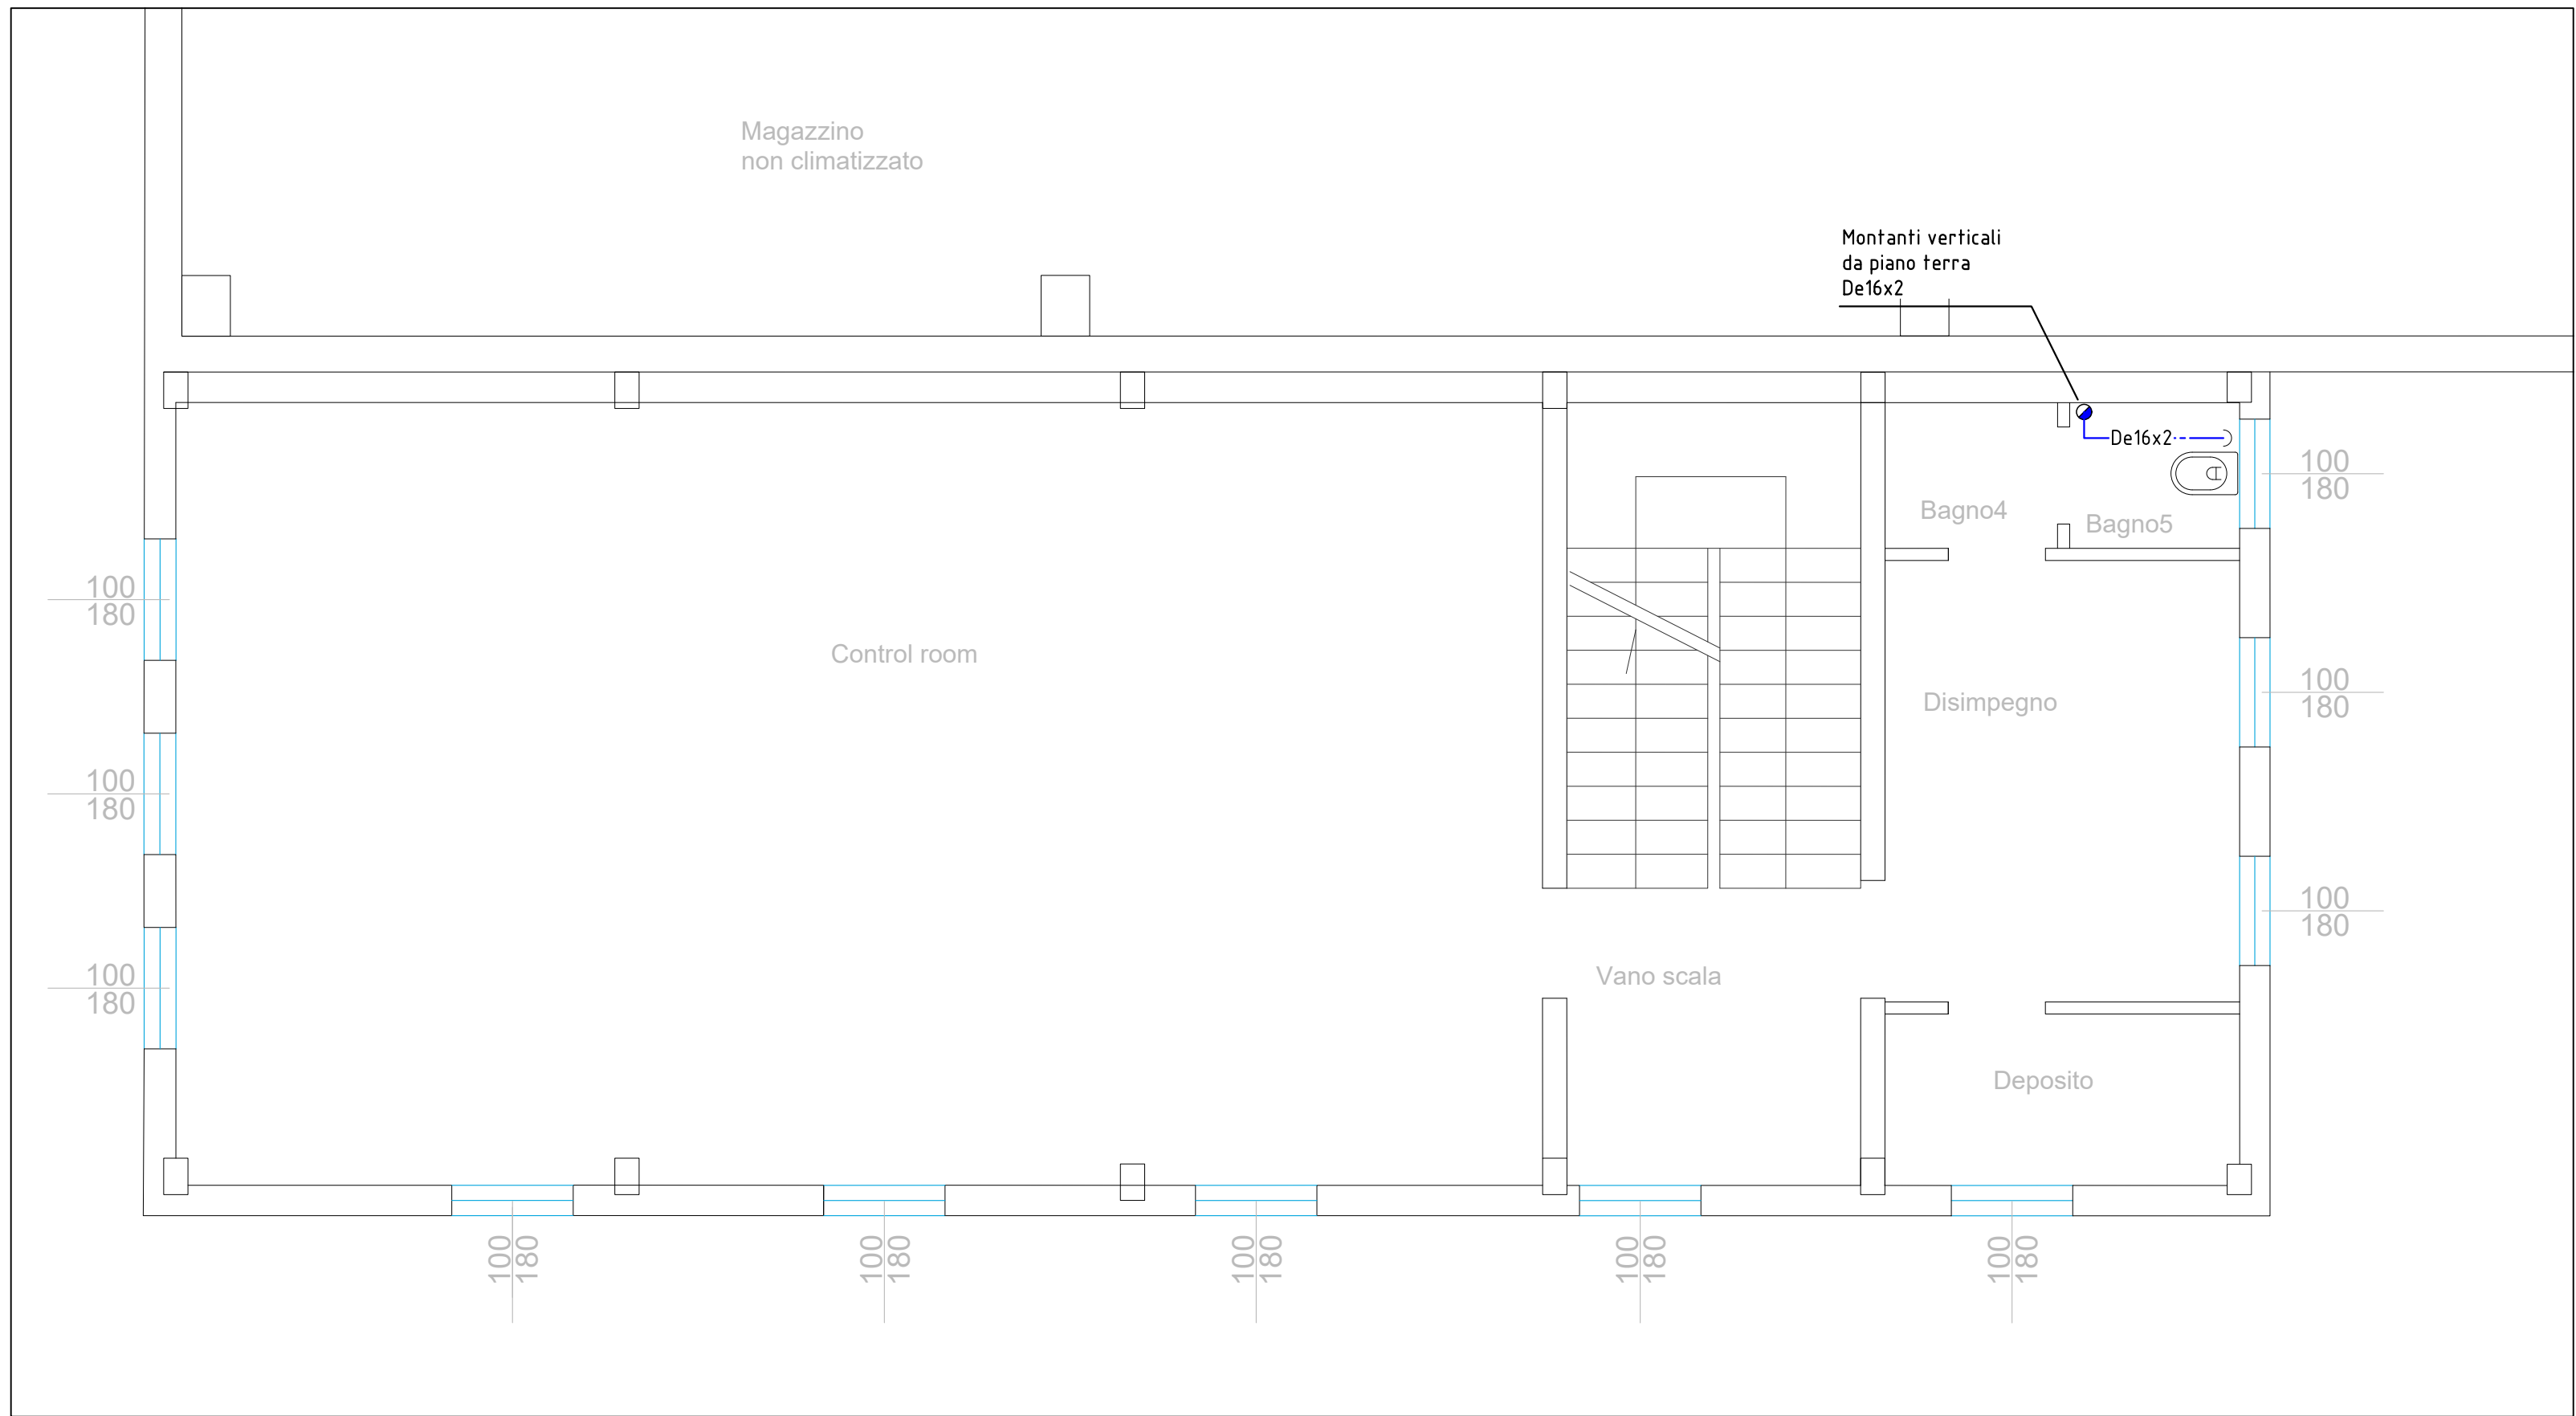 Magazzino
non climatizzato
Montanti verticali
da piano terra
De16x2
De16x2
100
180
Bagno4
Bagno5
100
180
Control room
100
180
Disimpegno
100
180
100
180
Vano scala
100
180
Deposito
100
180
100
180
100
180
100
180
100
180